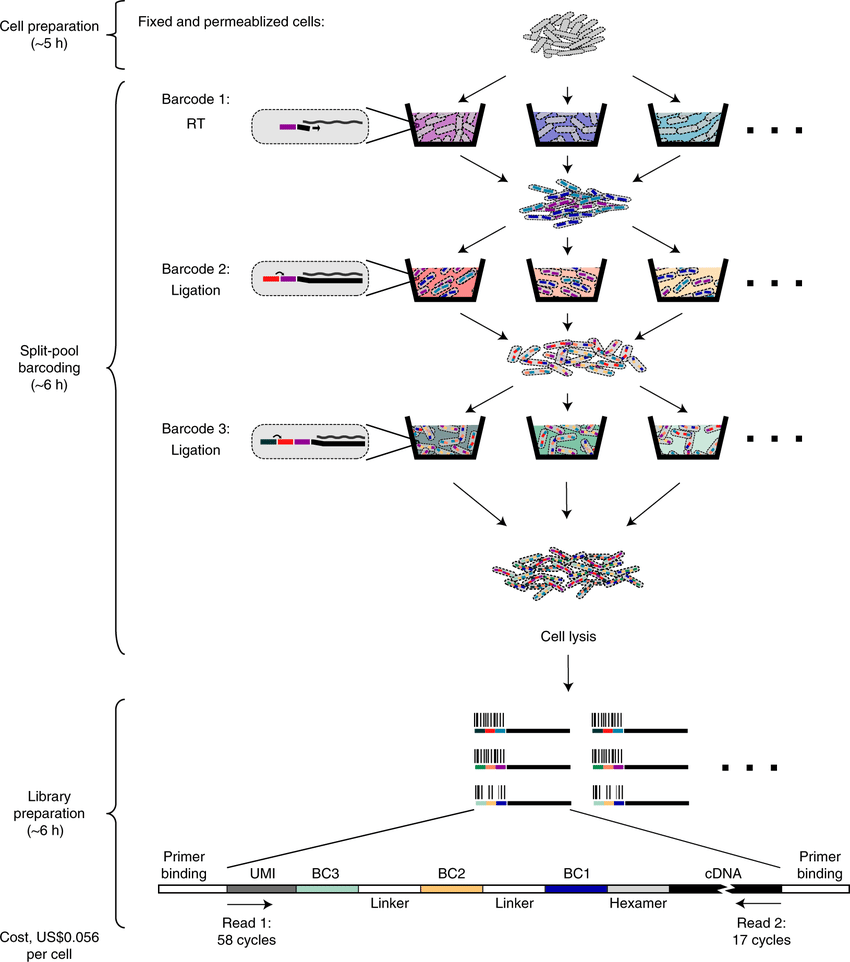 Cell preparation
(~5 h)
Fixed and permeablized cells:
Split-pool
barcoding
(~6 h)
Barcode 1:
RT
Barcode 2:
Ligation
Barcode 3:
Ligation
Cell lysis
Library
preparation
(~6 h)
Primer
binding
UMI
BC3
BC2
BC1
cDNA
Primer
binding
Linker
Linker
Hexamer
Read 1:
58 cycles
Read 2:
17 cycles
Cost, US$0.056
per cell